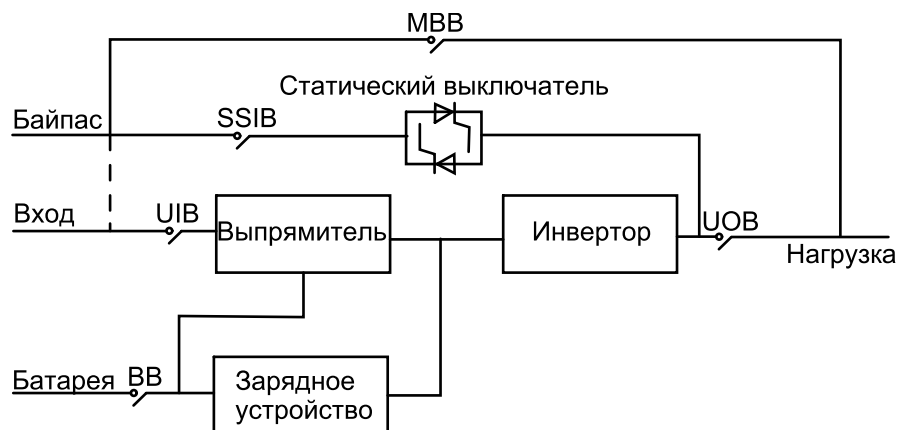 MBB
Статический выключатель
Байпас
SSIB
Вход
UIB
Выпрямитель
Инвертор
UOB
Нагрузка
Батарея
BB
Зарядное
устройство